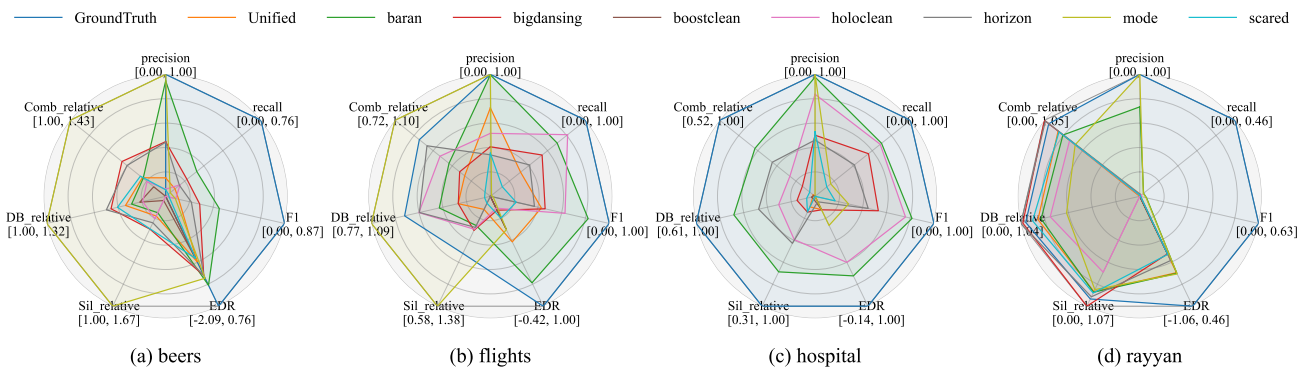 GroundTruth Unified baran bigdansing boostclean holoclean horizon mode scared
precision
[0.00, 1.00]
recall
[0.00, 0.76]
F1
[0.00, 0.87]
EDR
[-2.09, 0.76]
Sil_relative
[1.00, 1.67]
DB_relative
[1.00, 1.32]
Comb_relative
[1.00, 1.43]
(a) beers
precision
[0.00, 1.00]
recall
[0.00, 1.00]
F1
[0.00, 1.00]
EDR
[-0.42, 1.00]
Sil_relative
[0.58, 1.38]
DB_relative
[0.77, 1.09]
Comb_relative
[0.72, 1.10]
(b) flights
precision
[0.00, 1.00]
recall
[0.00, 1.00]
F1
[0.00, 1.00]
EDR
[-0.14, 1.00]
Sil_relative
[0.31, 1.00]
DB_relative
[0.61, 1.00]
Comb_relative
[0.52, 1.00]
(c) hospital
precision
[0.00, 1.00]
recall
[0.00, 0.46]
F1
[0.00, 0.63]
EDR
[-1.06, 0.46]
Sil_relative
[0.00, 1.07]
DB_relative
[0.00, 1.04]
Comb_relative
[0.00, 1.05]
(d) rayyan